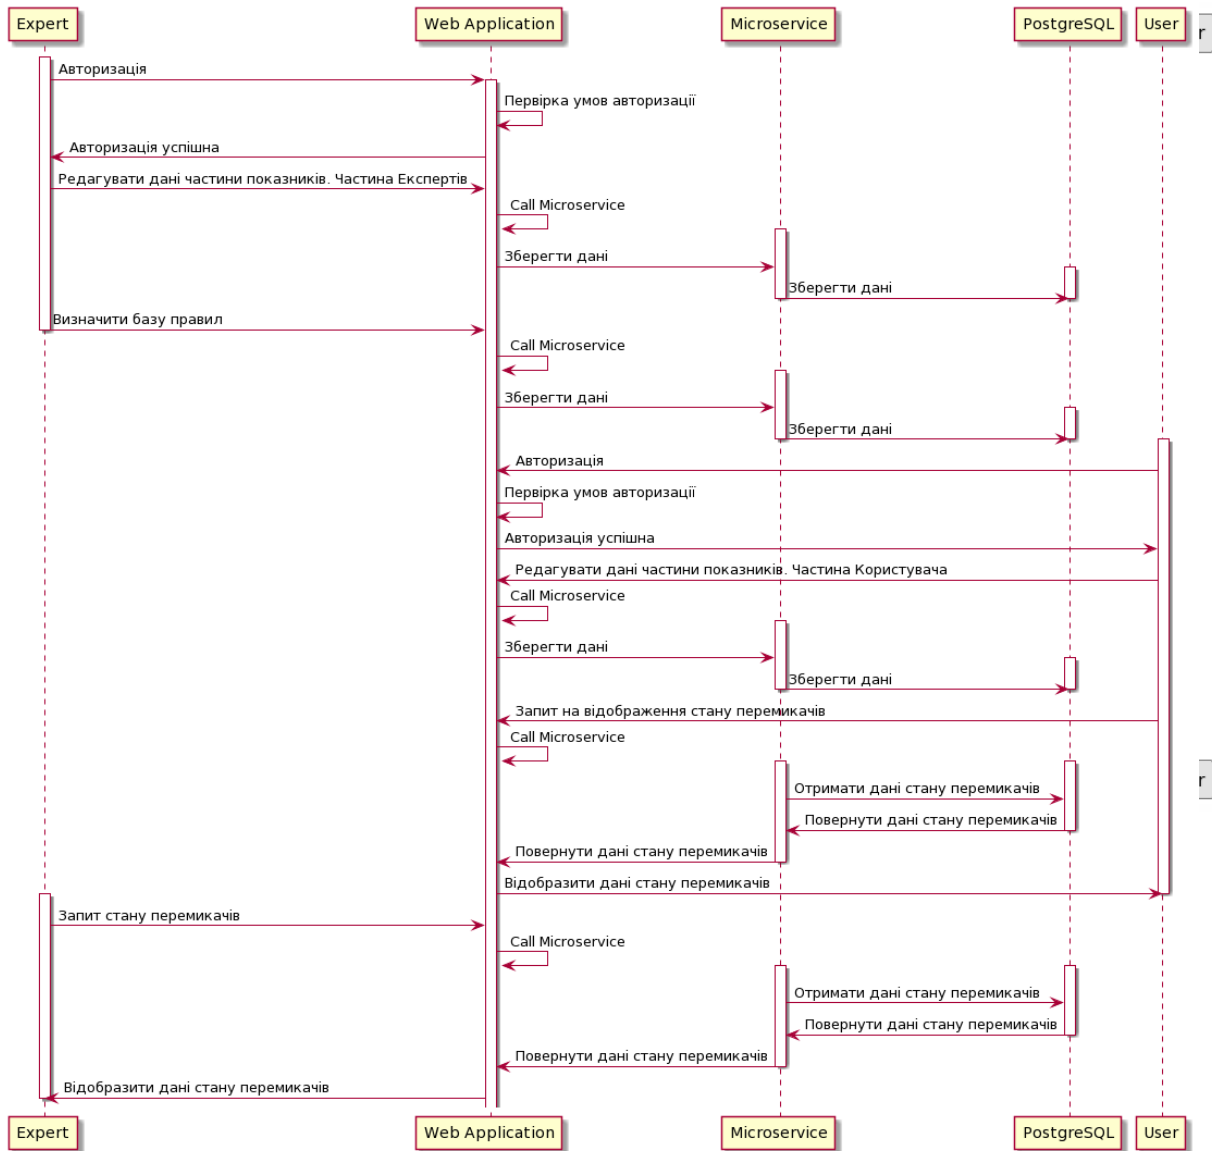 Expert
Web Application
Microservice
PostgreSQL
User
r
Авторизація
Первірка умов авторизації
Авторизація успішна
Редагувати дані частини показників. Частина Експертів
Call Microservice
Зберегти дані
Зберегти дані
Визначити базу правил
Call Microservice
Зберегти дані
Зберегти дані
Авторизація
Первірка умов авторизації
Авторизація успішна
Редагувати дані частини показників. Частина Користувача
Call Microservice
Зберегти дані
Зберегти дані
Запит на відображення стану перемикачів
Call Microservice
r
Отримати дані стану перемикачів
Повернути дані стану перемикачів
Повернути дані стану перемикачів
Відобразити дані стану перемикачів
Запит стану перемикачів
Call Microservice
Отримати дані стану перемикачів
Повернути дані стану перемикачів
Повернути дані стану перемикачів
Відобразити дані стану перемикачів
Expert
Web Application
Microservice
PostgreSQL
User